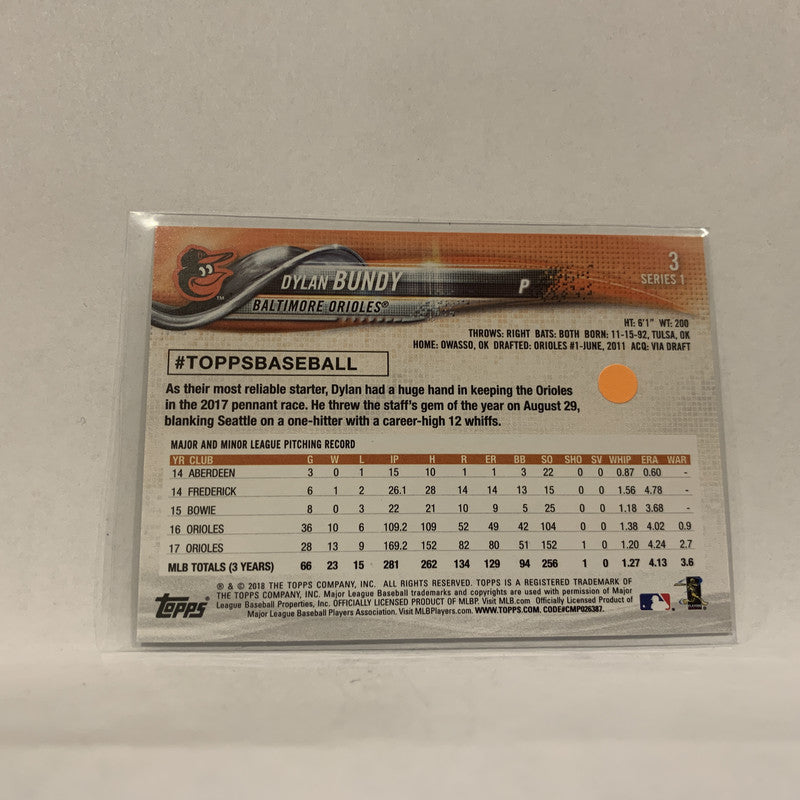 DYLAN BUNDY P
BALTIMORE ORIOLES®
3
SERIES 1
HT: 6'1" WT: 200
THROWS: RIGHT BATS: BOTH BORN: 11-15-92, TULSA, OK
HOME: OWASSO, OK DRAFTED: ORIOLES #1-JUNE, 2011 ACQ: VIA DRAFT
#TOPPSBASEBALL
As their most reliable starter, Dylan had a huge hand in keeping the Orioles
in the 2017 pennant race. He threw the staff's gem of the year on August 29,
blanking Seattle on a one-hitter with a career-high 12 whiffs.
MAJOR AND MINOR LEAGUE PITCHING RECORD
YR CLUB G W L IP H R ER BB SO SHO SV WHIP ERA WAR
14 ABERDEEN 3 0 1 15 10 1 1 3 22 0 0 0.87 0.60 -
14 FREDERICK 6 1 2 26.1 28 14 14 13 15 0 0 1.56 4.78 -
15 BOWIE 8 0 3 22 21 10 9 5 25 0 0 1.18 3.68 -
16 ORIOLES 36 10 6 109.2 109 52 49 42 104 0 0 1.38 4.02 0.9
17 ORIOLES 28 13 9 169.2 152 82 80 51 152 1 0 1.20 4.24 2.7
MLB TOTALS (3 YEARS) 66 23 15 281 262 134 129 94 256 1 0 1.27 4.13 3.6
® & © 2018 THE TOPPS COMPANY, INC. ALL RIGHTS RESERVED. TOPPS IS A REGISTERED TRADEMARK OF
THE TOPPS COMPANY, INC. Major League Baseball trademarks and copyrights are used with permission of Major
League Baseball Properties, Inc. OFFICIALLY LICENSED PRODUCT OF MLBP. Visit MLB.com Officially Licensed Product of
Major League Baseball Players Association. Visit MLBPlayers.com. WWW.TOPPS.COM. CODE#CMP026387.
TOPPS